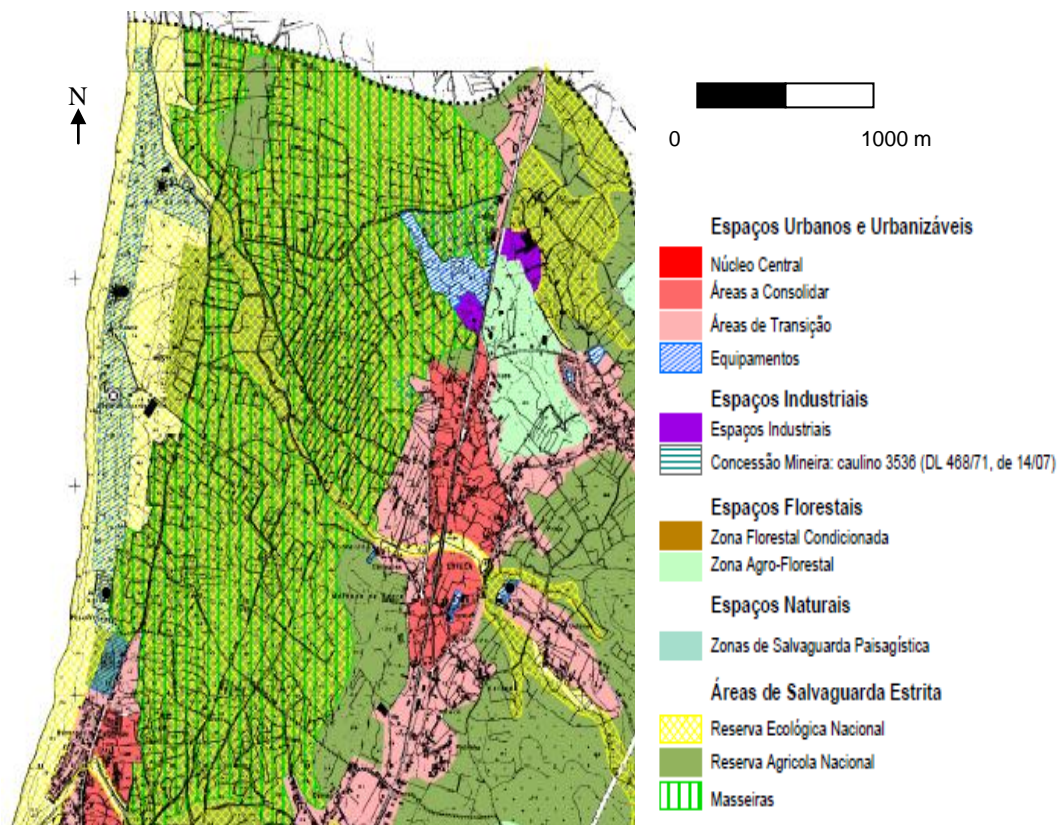 N
0 1000 m
Espaços Urbanos e Urbanizáveis
Núcleo Central
Áreas a Consolidar
Áreas de Transição
Equipamentos
Espaços Industriais
Espaços Industriais
Concessão Mineira: caulino 3536 (DL 468/71, de 14/07)
Espaços Florestais
Zona Florestal Condicionada
Zona Agro-Florestal
Espaços Naturais
Zonas de Salvaguarda Paisagística
Áreas de Salvaguarda Estrita
Reserva Ecológica Nacional
Reserva Agricola Nacional
Masseiras